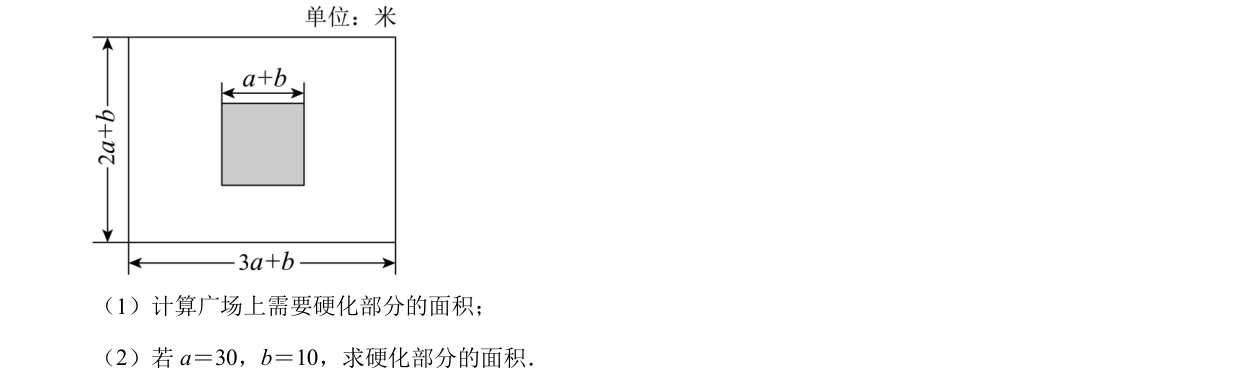 单位：米
a+b
2a+b
3a+b
（1）计算广场上需要硬化部分的面积；
（2）若 a＝30，b＝10，求硬化部分的面积．